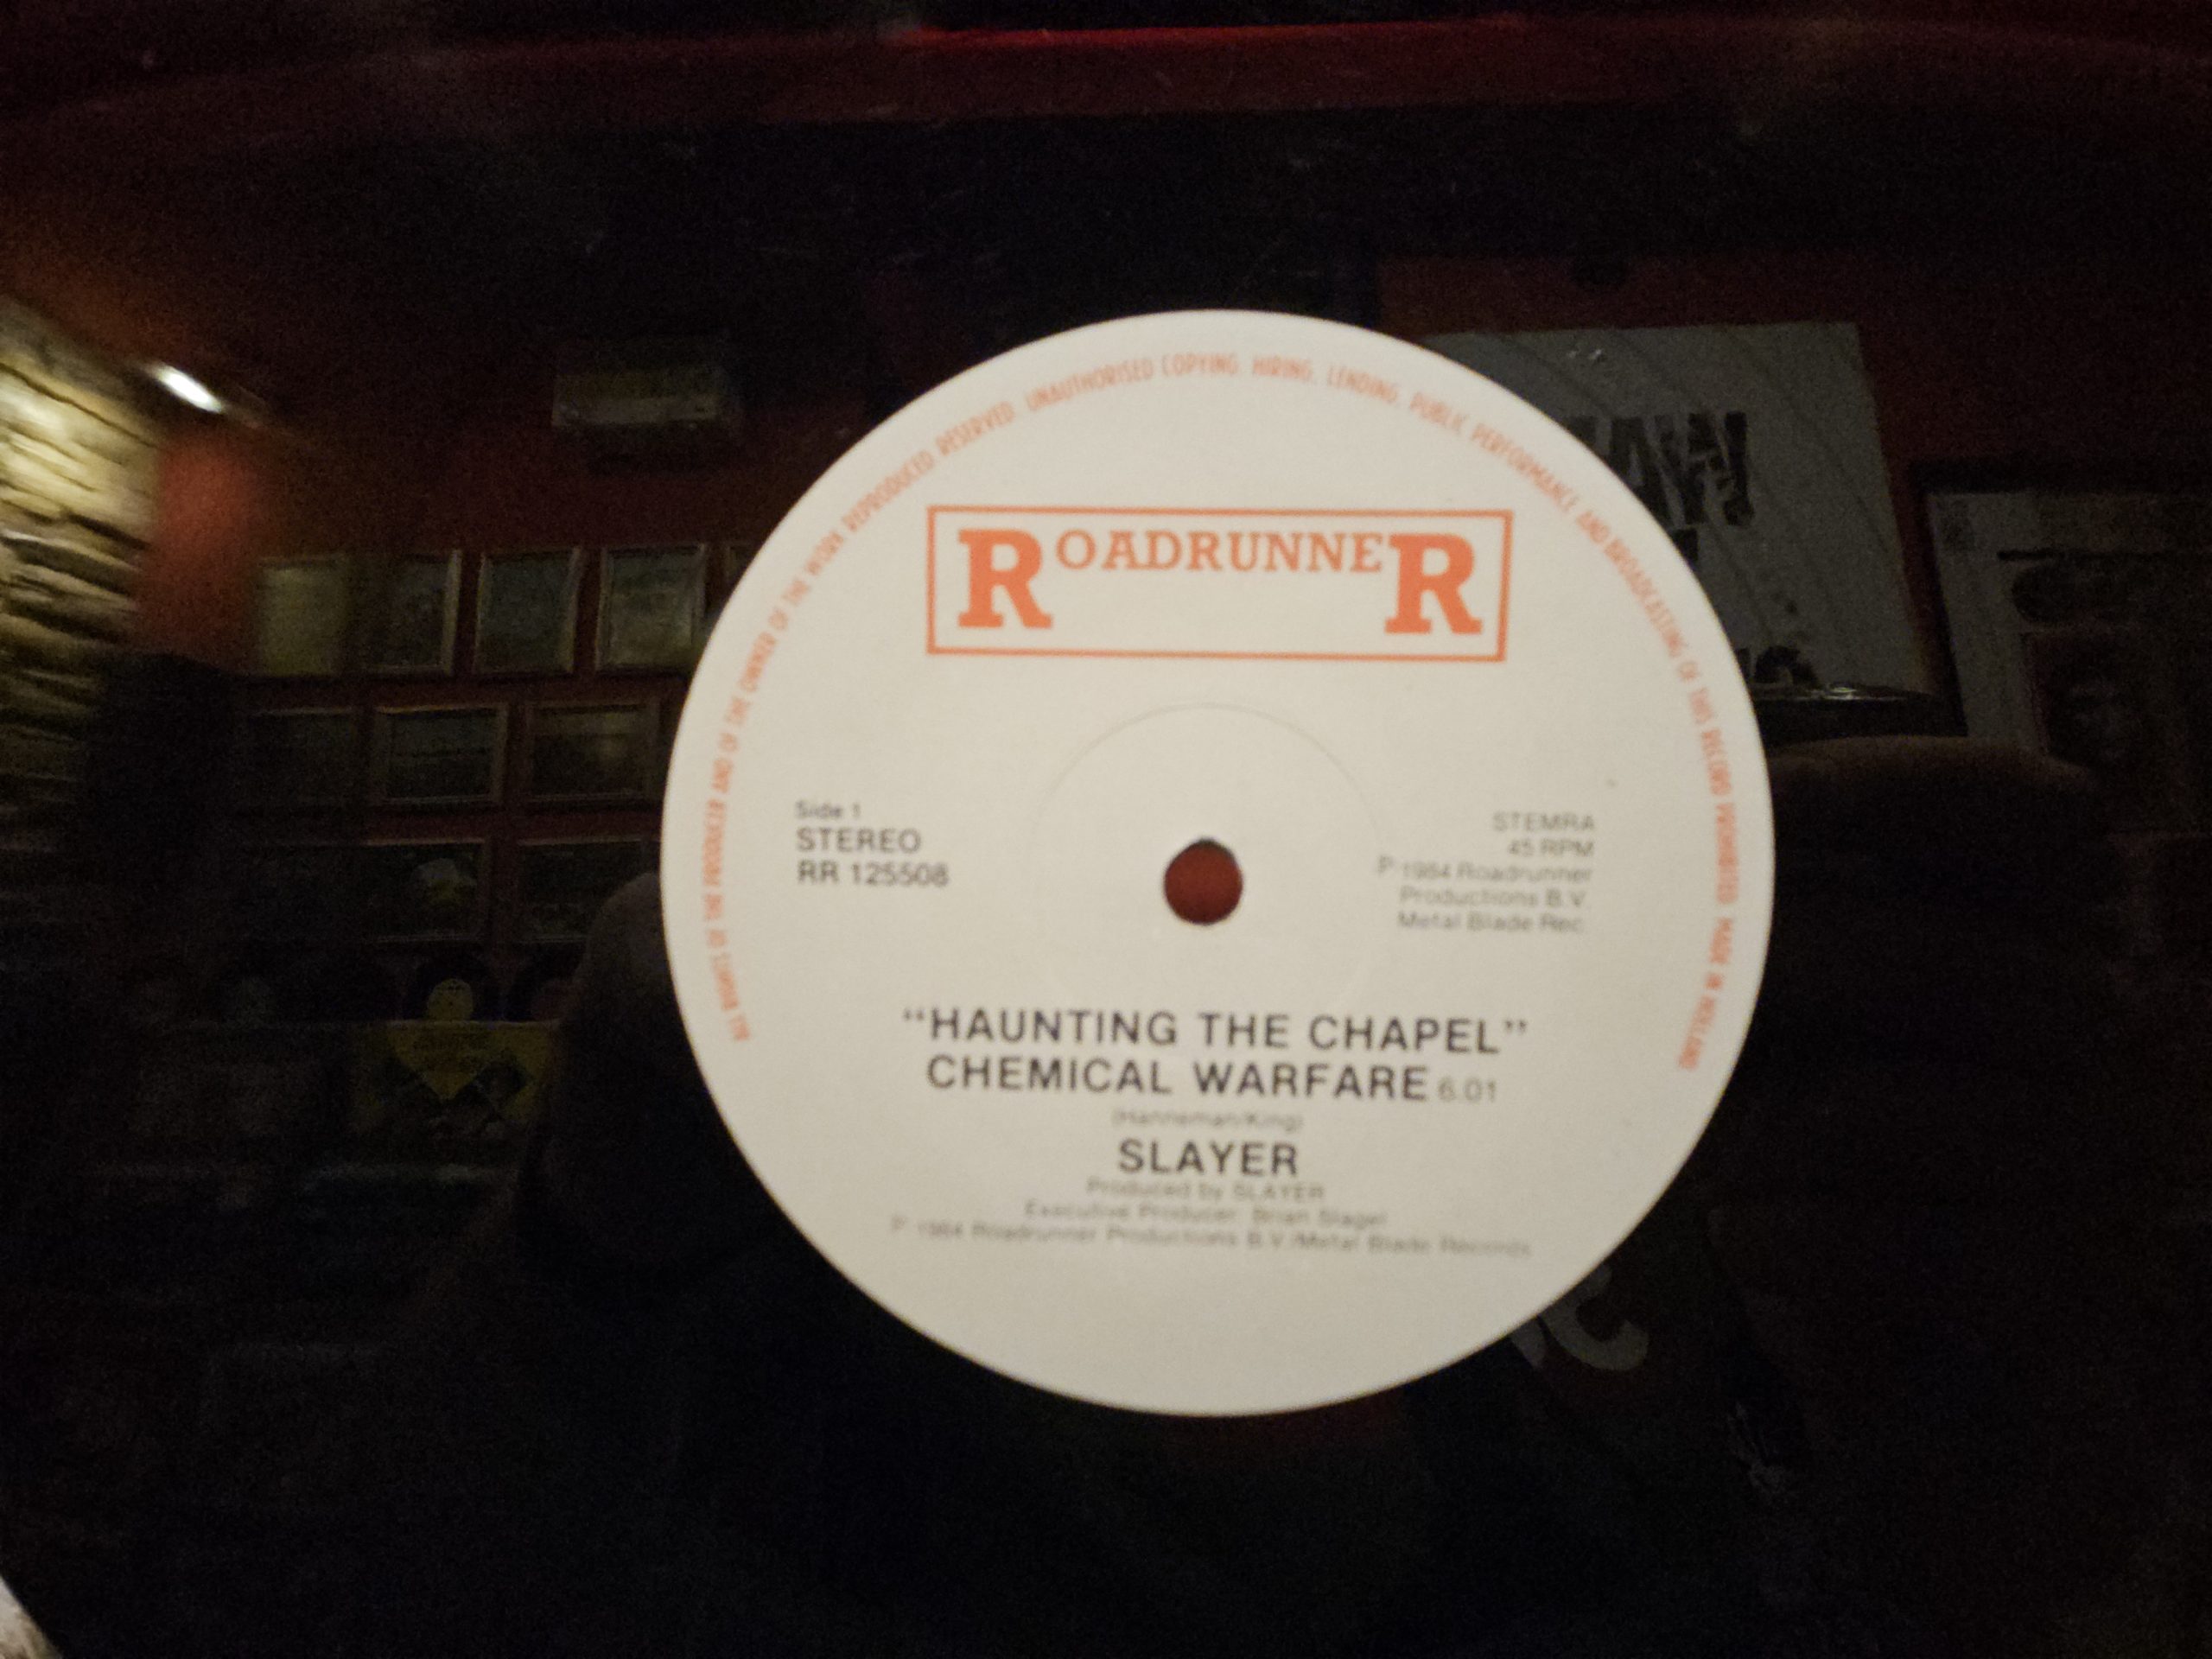 ALL RIGHTS OF THE PRODUCER AND OF THE OWNER OF THE WORK REPRODUCED RESERVED. UNAUTHORISED COPYING. HIRING. LENDING. PUBLIC PERFORMANCE AND BROADCASTING OF THIS RECORD PROHIBITED MADE IN HOLLAND
ROADRUNNER
Side 1
STEREO
RR 125508
STEMRA
45 RPM
P 1984 Roadrunner
Productions B.V.
Metal Blade Rec.
“HAUNTING THE CHAPEL”
CHEMICAL WARFARE 6.01
(Hanneman/King)
SLAYER
Produced by SLAYER
Executive Producer: Brian Slagel
P 1984 Roadrunner Productions B.V./Metal Blade Records